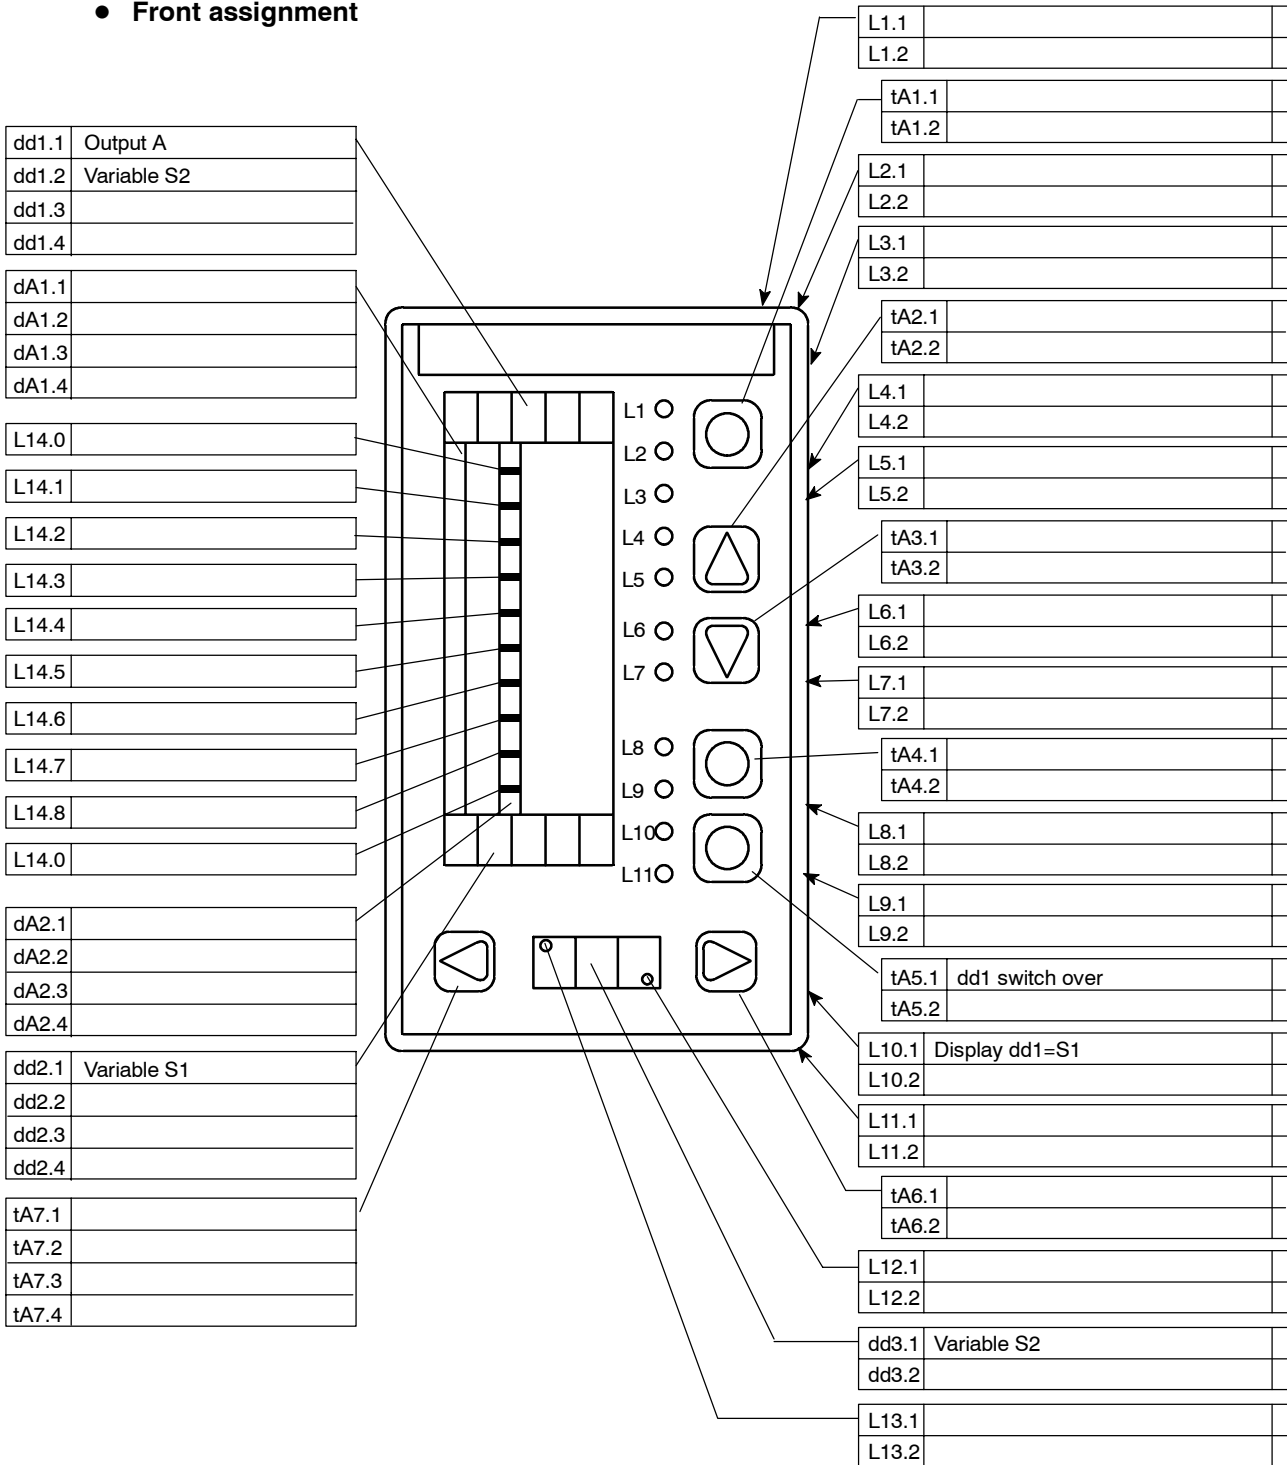 ● Front assignment
dd1.1 Output A
dd1.2 Variable S2
dd1.3
dd1.4
dA1.1
dA1.2
dA1.3
dA1.4
L14.0
L14.1
L14.2
L14.3
L14.4
L14.5
L14.6
L14.7
L14.8
L14.0
dA2.1
dA2.2
dA2.3
dA2.4
dd2.1 Variable S1
dd2.2
dd2.3
dd2.4
tA7.1
tA7.2
tA7.3
tA7.4
L1
L2
L3
L4
L5
L6
L7
L8
L9
L10
L11
L1.1
L1.2
tA1.1
tA1.2
L2.1
L2.2
L3.1
L3.2
tA2.1
tA2.2
L4.1
L4.2
L5.1
L5.2
tA3.1
tA3.2
L6.1
L6.2
L7.1
L7.2
tA4.1
tA4.2
L8.1
L8.2
L9.1
L9.2
tA5.1 dd1 switch over
tA5.2
L10.1 Display dd1=S1
L10.2
L11.1
L11.2
tA6.1
tA6.2
L12.1
L12.2
dd3.1 Variable S2
dd3.2
L13.1
L13.2